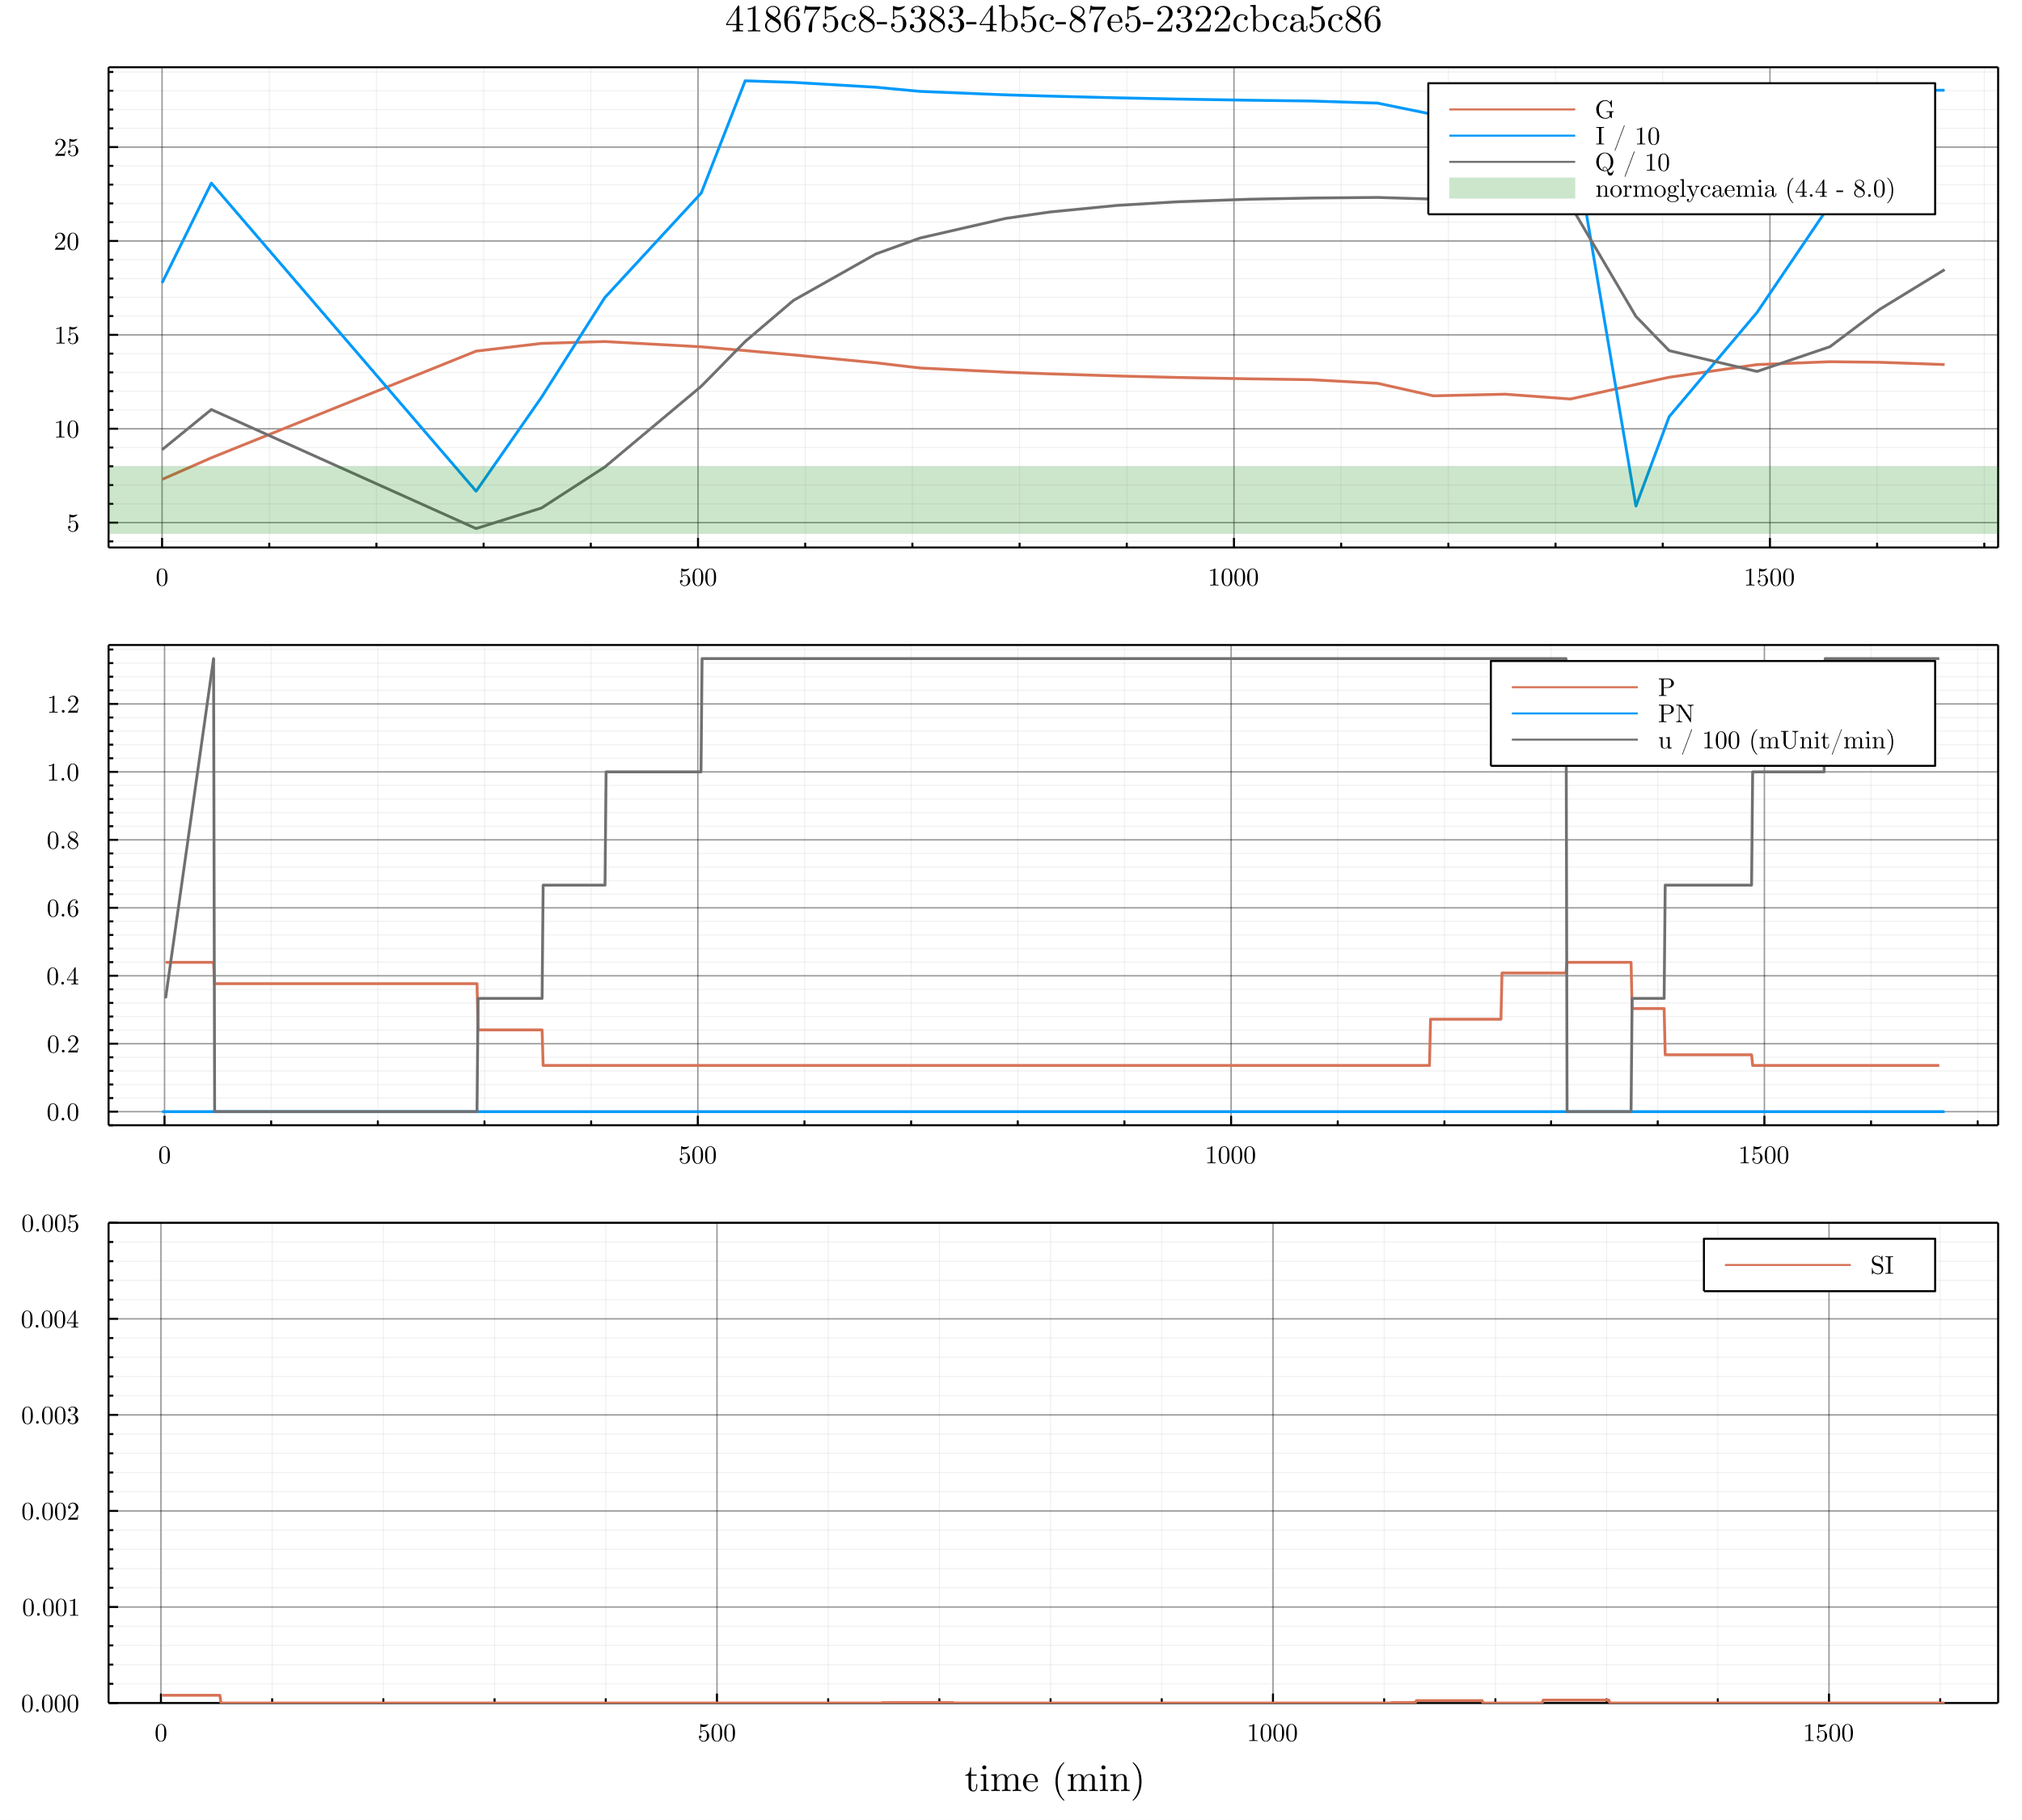 418675c8-5383-4b5c-87e5-2322cbca5c86
G
I / 10
Q / 10
normoglycaemia (4.4 - 8.0)
25
20
15
10
5
0 500 1000 1500
P
PN
u / 100 (mUnit/min)
1.2
1.0
0.8
0.6
0.4
0.2
0.0
0 500 1000 1500
0.005
SI
0.004
0.003
0.002
0.001
0.000
0 500 1000 1500
time (min)